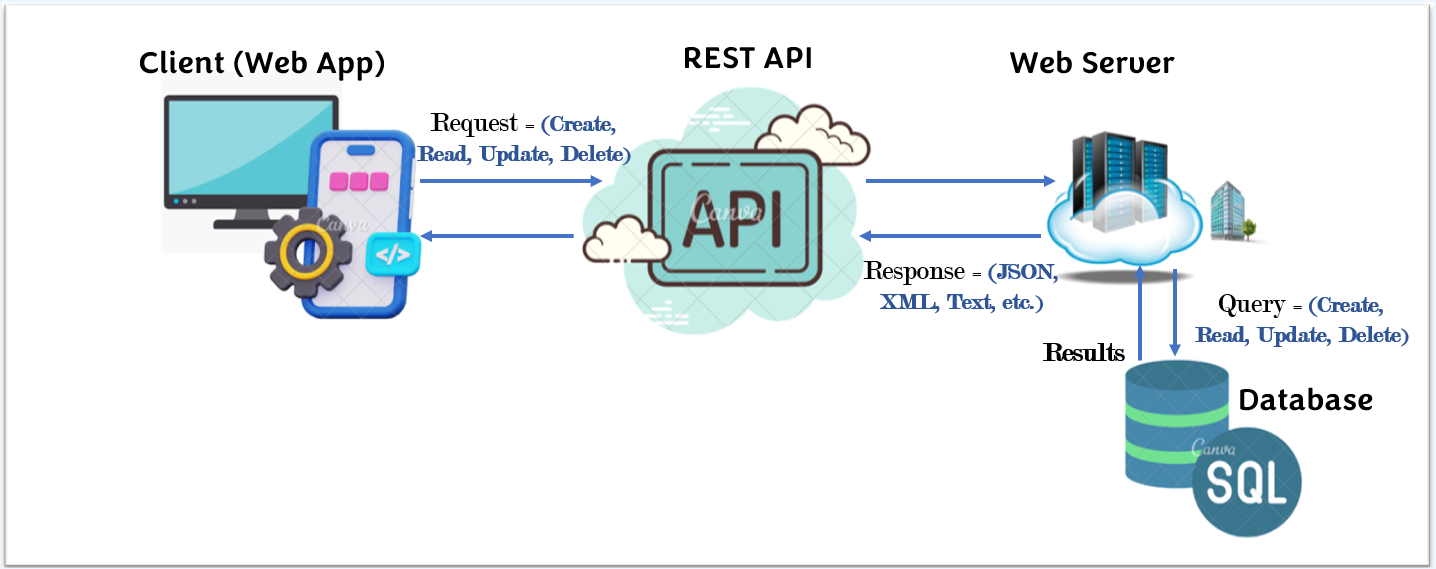 Client (Web App)
REST API
Web Server
Request = (Create,
Read, Update, Delete)
API
Canva
Canva
</>
Response = (JSON,
XML, Text, etc.)
Query = (Create,
Read, Update, Delete)
Results
Database
Canva
SQL